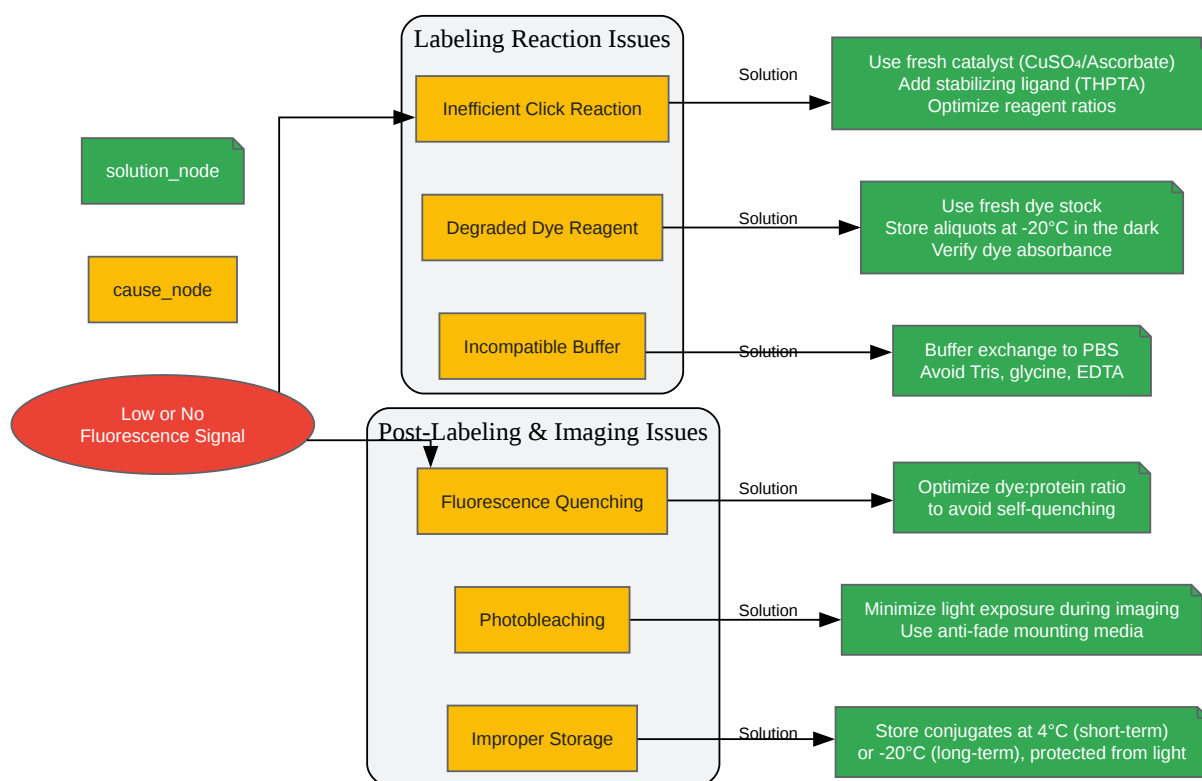 Labeling Reaction Issues
Inefficient Click Reaction
Solution
Use fresh catalyst (CuSO₄/Ascorbate)
Add stabilizing ligand (THPTA)
Optimize reagent ratios
solution_node
Degraded Dye Reagent
Solution
Use fresh dye stock
Store aliquots at -20°C in the dark
Verify dye absorbance
cause_node
Incompatible Buffer
Solution
Buffer exchange to PBS
Avoid Tris, glycine, EDTA
Low or No
Fluorescence Signal
Post-Labeling & Imaging Issues
Fluorescence Quenching
Solution
Optimize dye:protein ratio
to avoid self-quenching
Photobleaching
Solution
Minimize light exposure during imaging
Use anti-fade mounting media
Improper Storage
Solution
Store conjugates at 4°C (short-term)
or -20°C (long-term), protected from light